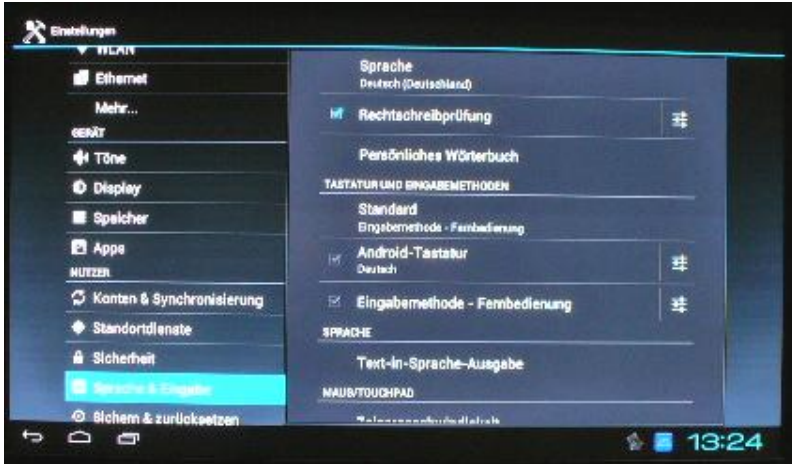 Einstellungen
WLAN
Ethernet
Mehr...
GERÄT
Töne
Display
Speicher
Apps
NUTZER
Konten & Synchronisierung
Standortdienste
Sicherheit
Sprache & Eingabe
Sichern & zurücksetzen
Sprache
Deutsch (Deutschland)
Rechtschreibprüfung
Persönliches Wörterbuch
TASTATUR UND EINGABEMETHODEN
Standard
Eingabemethode - Fernbedienung
Android-Tastatur
Deutsch
Eingabemethode - Fernbedienung
SPRACHE
Text-in-Sprache-Ausgabe
MAUS/TOUCHPAD
Zeigergeschwindigkeit
13:24